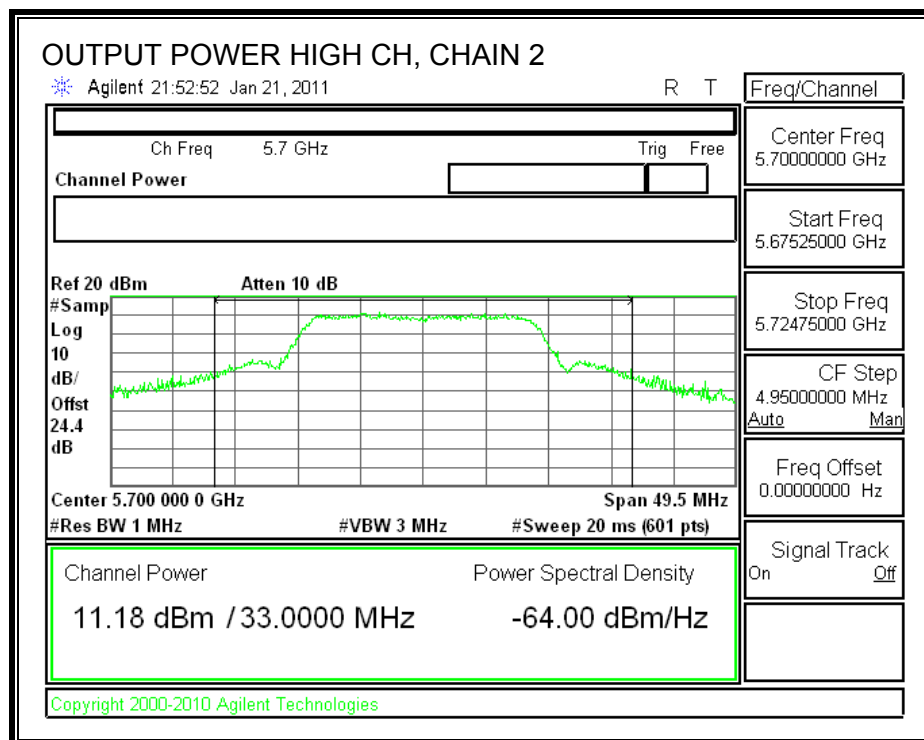 OUTPUT POWER HIGH CH, CHAIN 2
Agilent 21:52:52 Jan 21, 2011 R T
Freq/Channel
Ch Freq 5.7 GHz Trig Free
Channel Power
Center Freq
5.70000000 GHz
Start Freq
5.67525000 GHz
Stop Freq
5.72475000 GHz
CF Step
4.95000000 MHz
Auto Man
Freq Offset
0.00000000 Hz
Signal Track
On Off
Ref 20 dBm Atten 10 dB
#Samp
Log
10
dB/
Offst
24.4
dB
Center 5.700 000 0 GHz Span 49.5 MHz
#Res BW 1 MHz #VBW 3 MHz #Sweep 20 ms (601 pts)
Channel Power Power Spectral Density
11.18 dBm / 33.0000 MHz -64.00 dBm/Hz
Copyright 2000-2010 Agilent Technologies